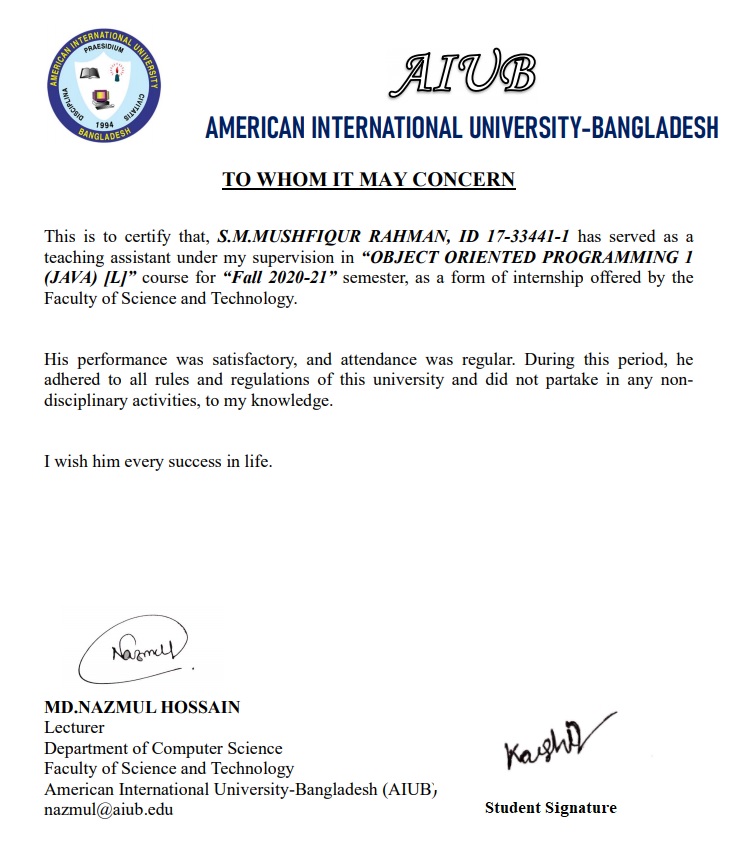 AMERICAN INTERNATIONAL UNIVERSITY
PRAESIDIUM
DISCIPLINA
CIVITATIS
1994
BANGLADESH
AIUB
AMERICAN INTERNATIONAL UNIVERSITY-BANGLADESH
TO WHOM IT MAY CONCERN
This is to certify that, S.M.MUSHFIQUR RAHMAN, ID 17-33441-1 has served as a
teaching assistant under my supervision in “OBJECT ORIENTED PROGRAMMING 1
(JAVA) [L]” course for “Fall 2020-21” semester, as a form of internship offered by the
Faculty of Science and Technology.
His performance was satisfactory, and attendance was regular. During this period, he
adhered to all rules and regulations of this university and did not partake in any non-
disciplinary activities, to my knowledge.
I wish him every success in life.
Nazmul
MD.NAZMUL HOSSAIN
Lecturer
Department of Computer Science
Faculty of Science and Technology
American International University-Bangladesh (AIUB)
nazmul@aiub.edu
Student Signature